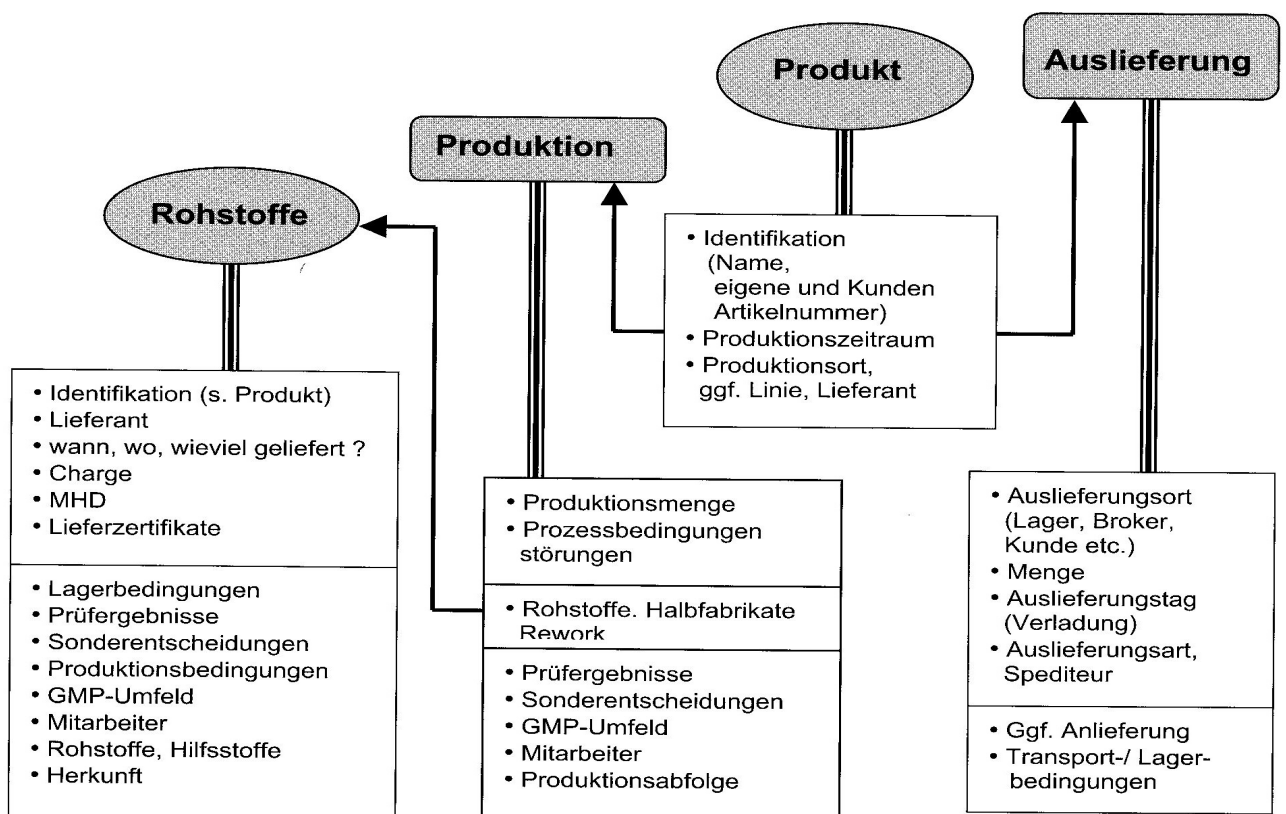 Produkt
Auslieferung
Produktion
Rohstoffe
• Identifikation
(Name,
eigene und Kunden
Artikelnummer)
• Produktionszeitraum
• Produktionsort,
ggf. Linie, Lieferant
• Identifikation (s. Produkt)
• Lieferant
• wann, wo, wieviel geliefert ?
• Charge
• MHD
• Lieferzertifikate
• Lagerbedingungen
• Prüfergebnisse
• Sonderentscheidungen
• Produktionsbedingungen
• GMP-Umfeld
• Mitarbeiter
• Rohstoffe, Hilfsstoffe
• Herkunft
• Produktionsmenge
• Prozessbedingungen
störungen
• Rohstoffe. Halbfabrikate
Rework
• Prüfergebnisse
• Sonderentscheidungen
• GMP-Umfeld
• Mitarbeiter
• Produktionsabfolge
• Auslieferungsort
(Lager, Broker,
Kunde etc.)
• Menge
• Auslieferungstag
(Verladung)
• Auslieferungsart,
Spediteur
• Ggf. Anlieferung
• Transport-/ Lager-
bedingungen